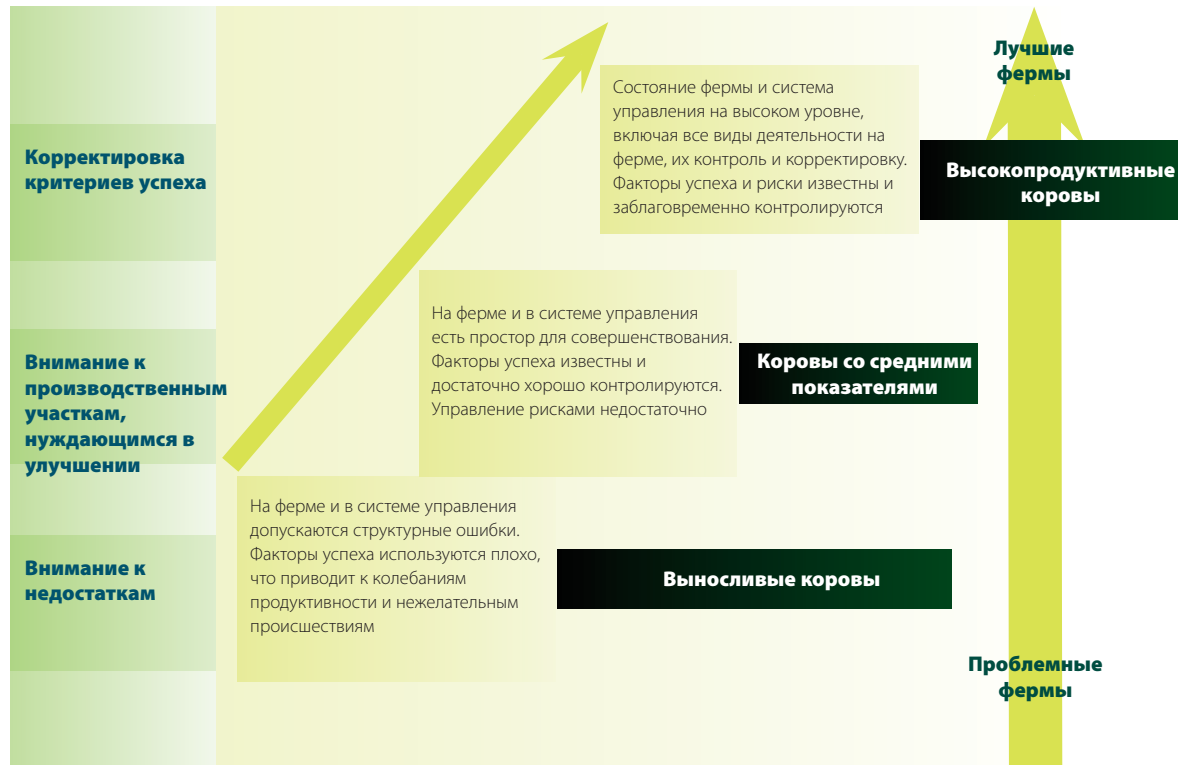 Лучшие
фермы
Состояние фермы и система
управления на высоком уровне,
включая все виды деятельности на
ферме, их контроль и корректировку.
Факторы успеха и риски известны и
заблаговременно контролируются
Корректировка
критериев успеха
Высокопродуктивные
коровы
На ферме и в системе управления
есть простор для совершенствования.
Факторы успеха известны и
достаточно хорошо контролируются.
Управление рисками недостаточно
Внимание к
производственным
участкам,
нуждающимся в
улучшении
Коровы со средними
показателями
На ферме и в системе управления
допускаются структурные ошибки.
Факторы успеха используются плохо,
что приводит к колебаниям
продуктивности и нежелательным
происшествиям
Внимание к
недостаткам
Выносливые коровы
Проблемные
фермы